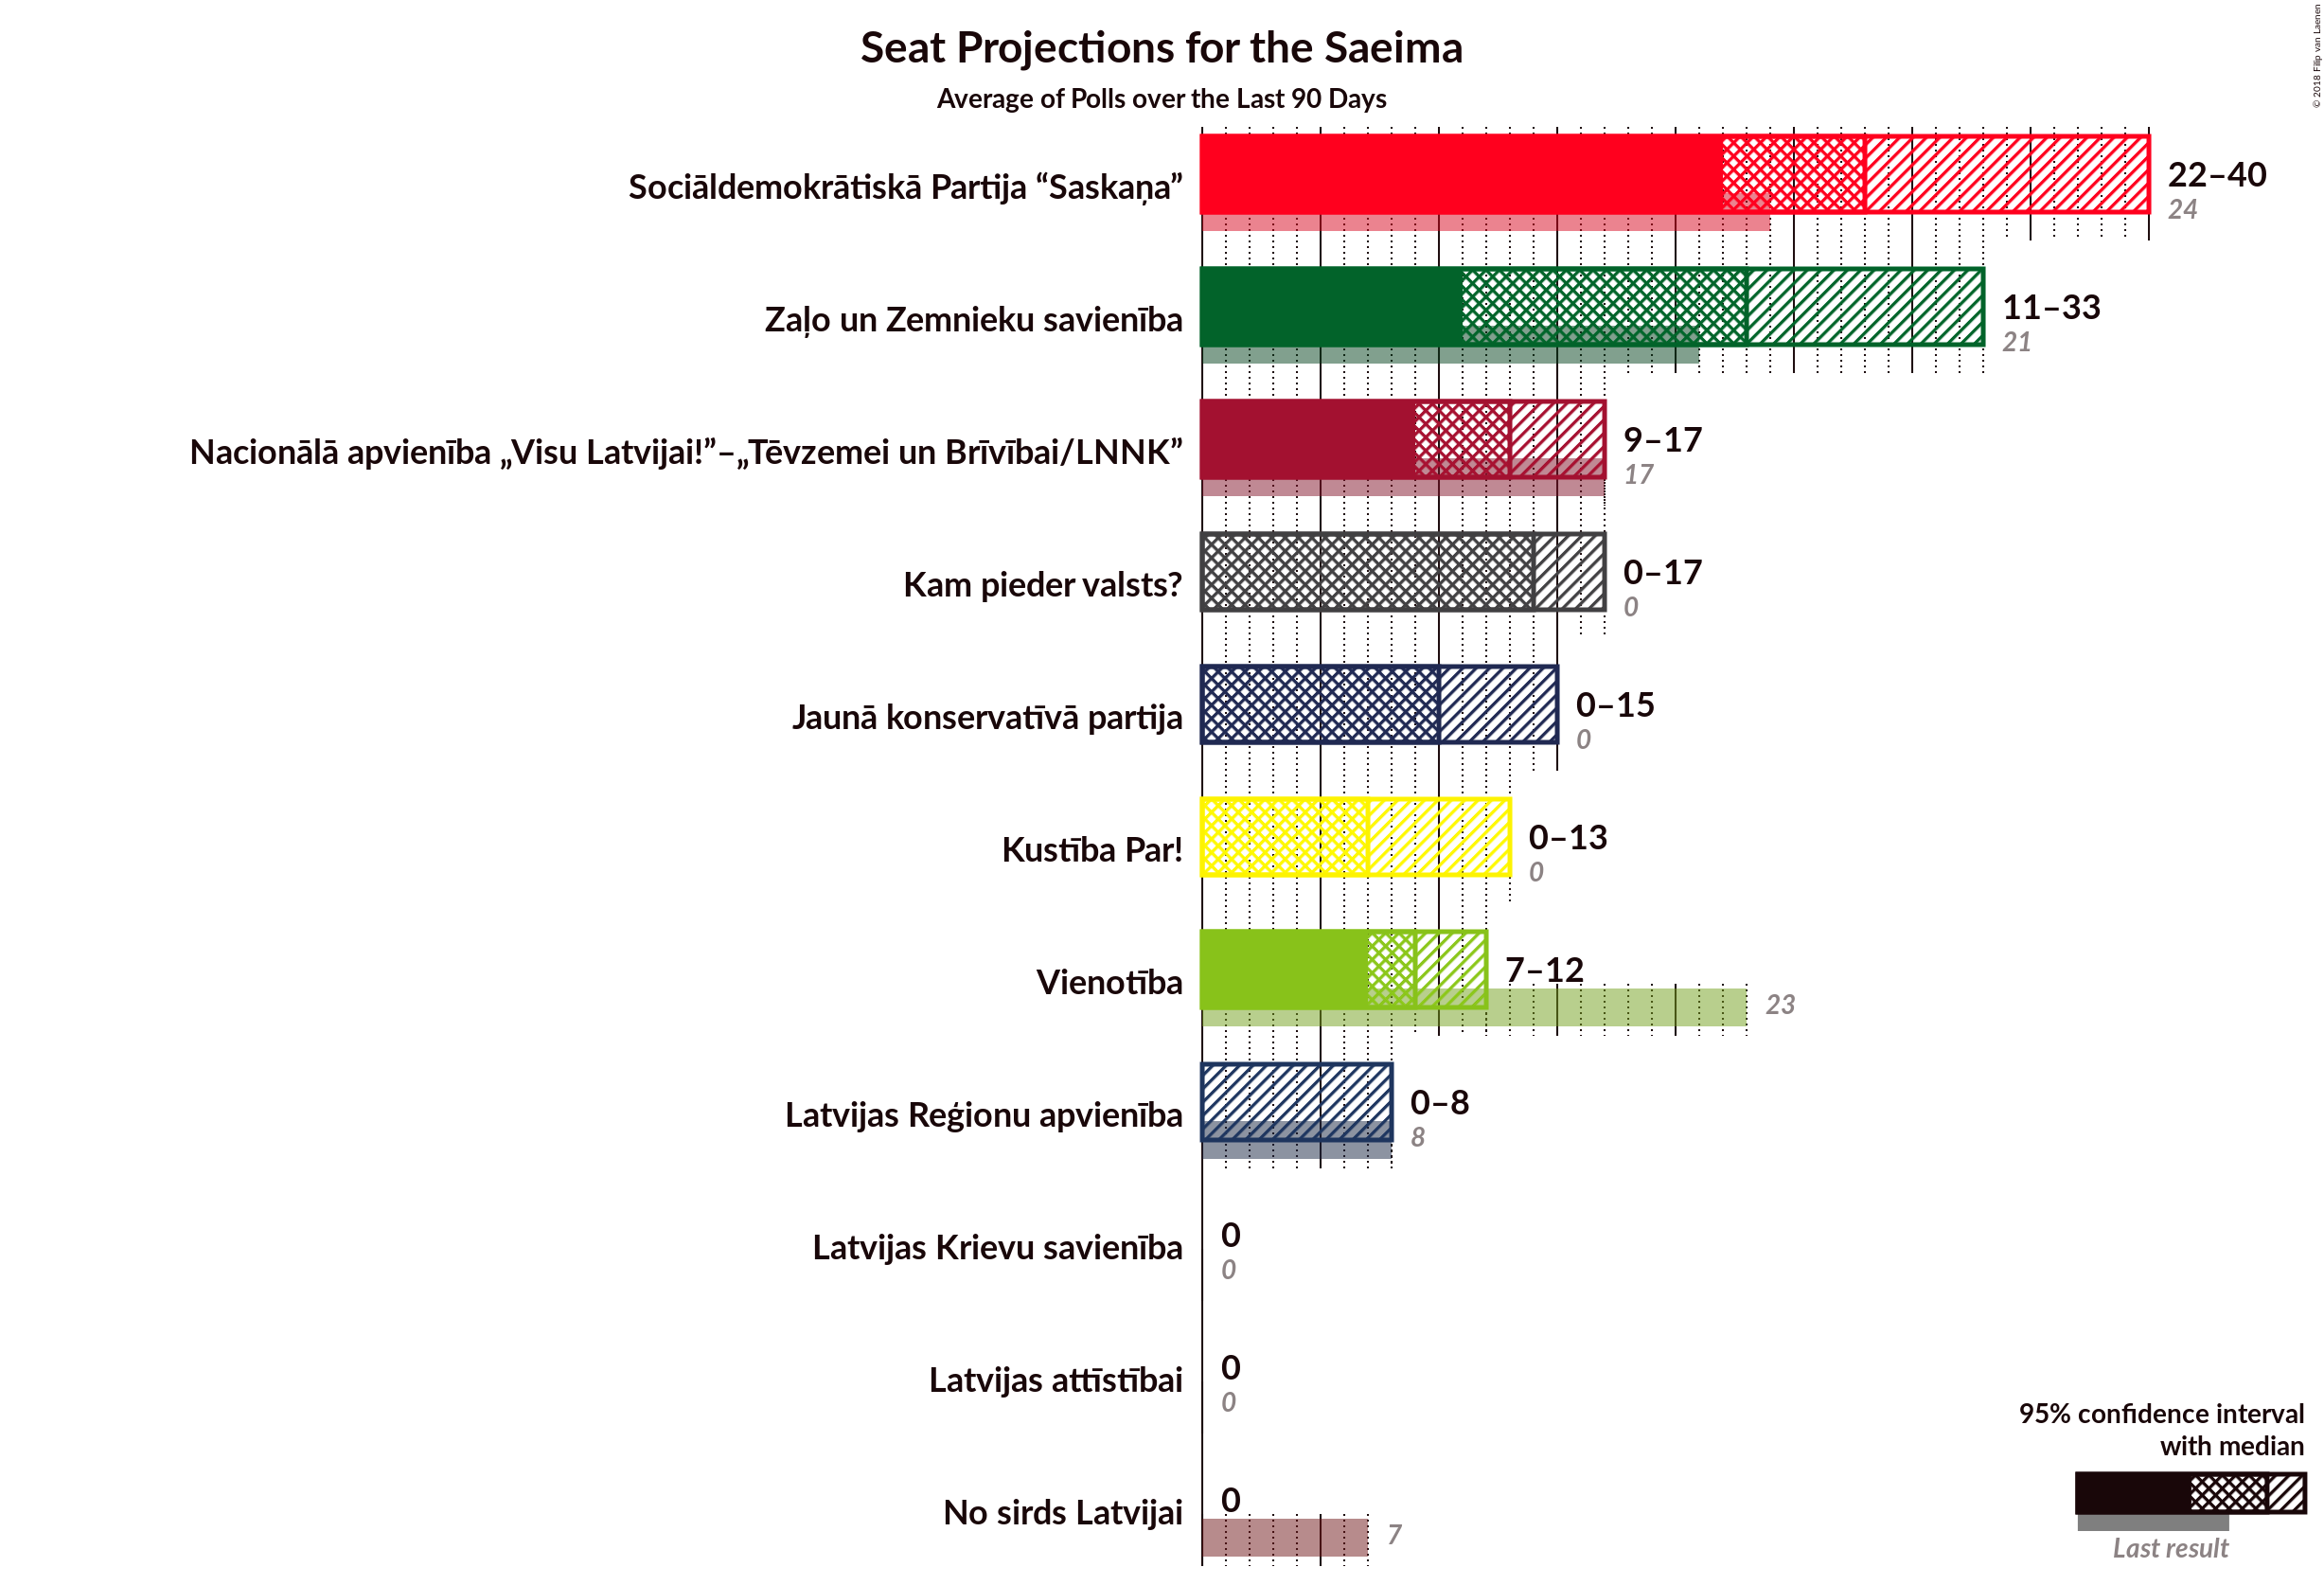 Seat Projections for the Saeima
Average of Polls over the Last 90 Days
© 2018 Filip van Laenen
Sociāldemokrātiskā Partija “Saskaņa”
22–40
24
Zaļo un Zemnieku savienība
11–33
21
Nacionālā apvienība „Visu Latvijai!”–„Tēvzemei un Brīvībai/LNNK”
9–17
17
Kam pieder valsts?
0–17
0
Jaunā konservatīvā partija
0–15
0
Kustība Par!
0–13
0
Vienotība
7–12
23
Latvijas Reģionu apvienība
0–8
8
Latvijas Krievu savienība
0
0
Latvijas attīstībai
0
0
No sirds Latvijai
0
7
95% confidence interval
with median
Last result